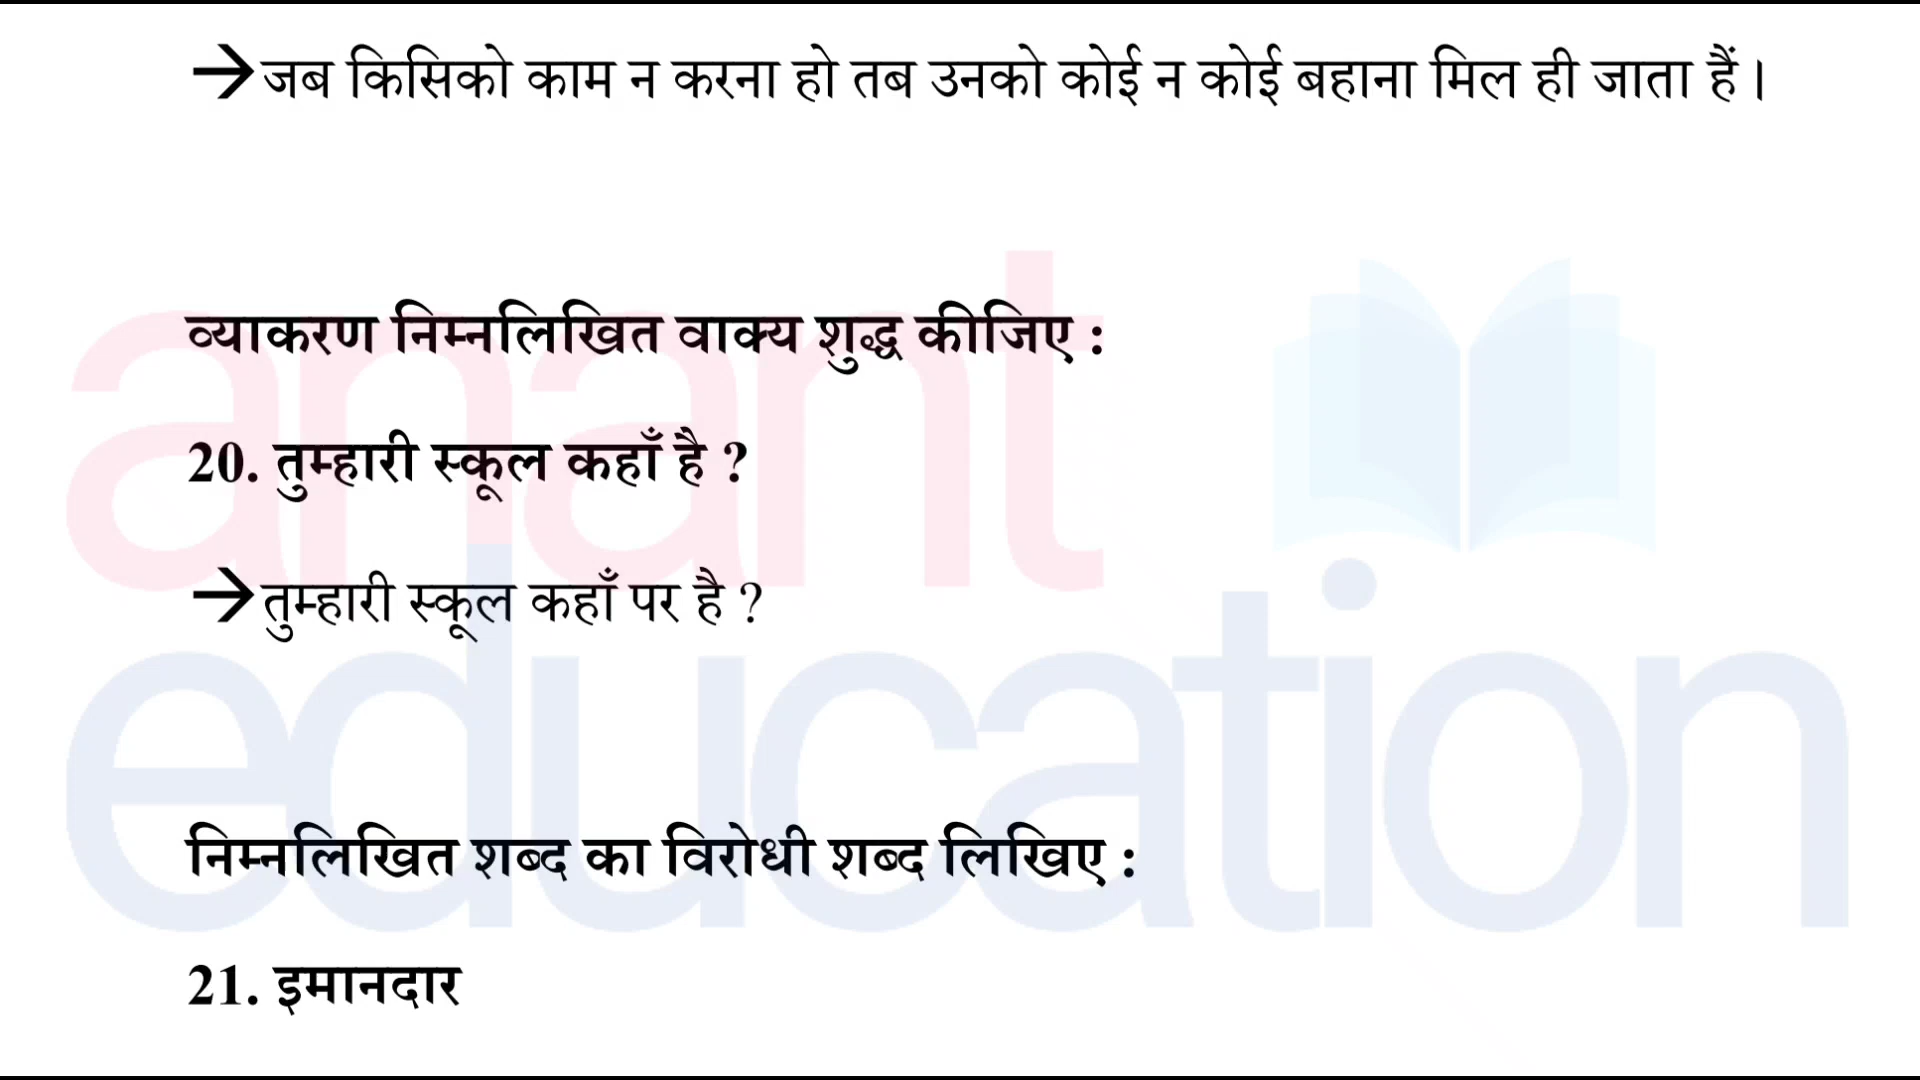 →जब किसिको काम न करना हो तब उनको कोई न कोई बहाना मिल ही जाता हैं।
व्याकरण निम्नलिखित वाक्य शुद्ध कीजिए :
20. तुम्हारी स्कूल कहाँ है ?
→तुम्हारी स्कूल कहाँ पर है ?
निम्नलिखित शब्द का विरोधी शब्द लिखिए :
21. इमानदार
anant
education